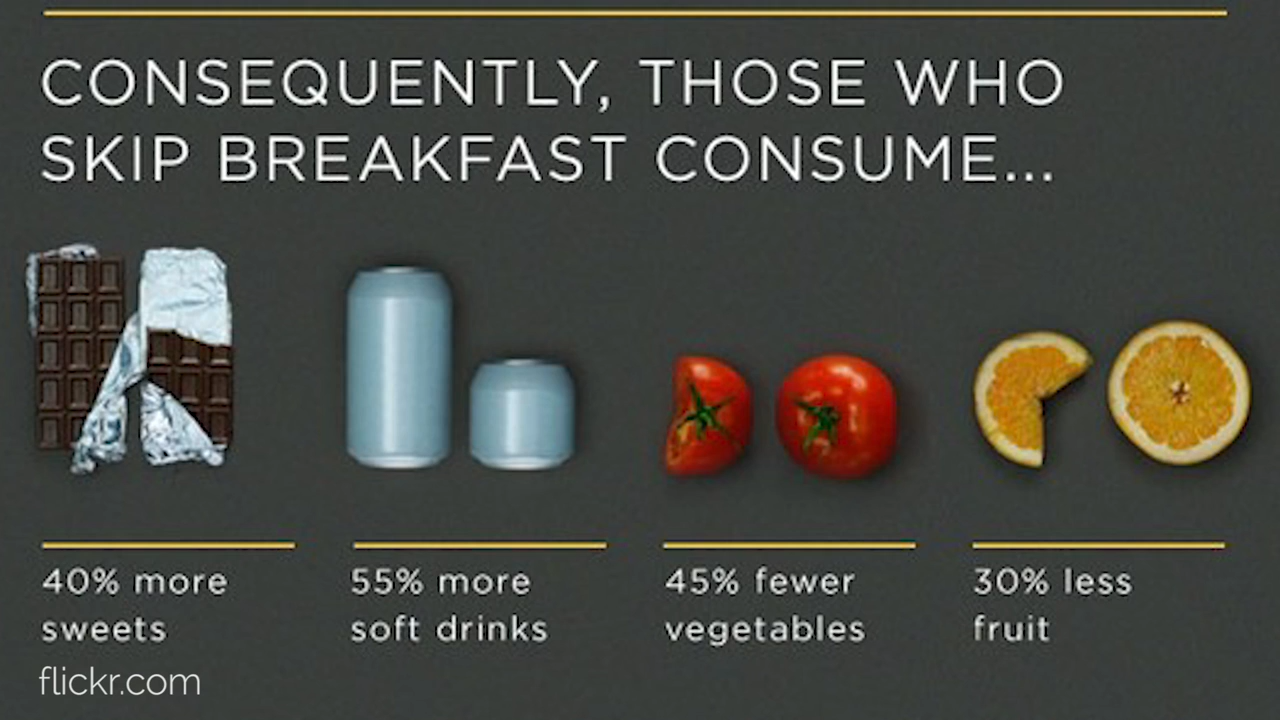 CONSEQUENTLY, THOSE WHO
SKIP BREAKFAST CONSUME...
40% more
sweets
55% more
soft drinks
45% fewer
vegetables
30% less
fruit
flickr.com